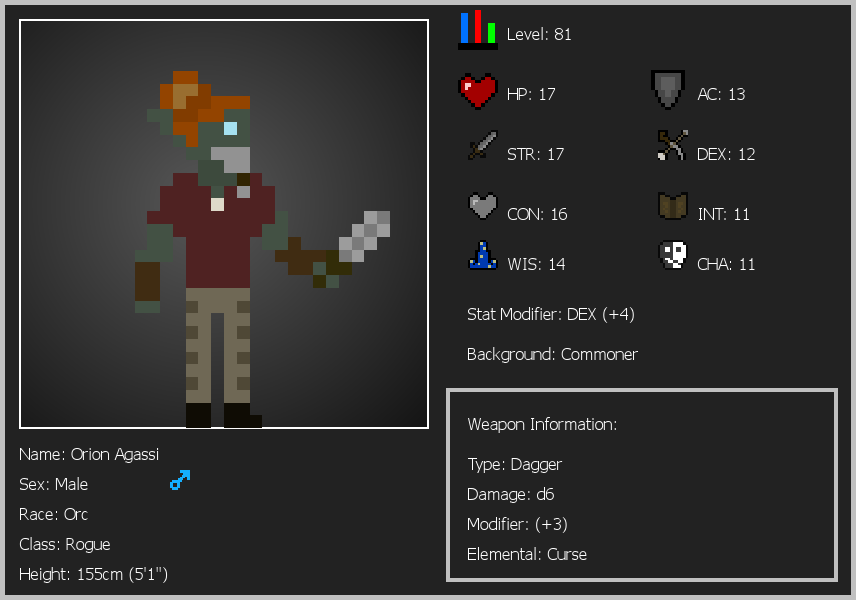 Level: 81
HP: 17
AC: 13
STR: 17
DEX: 12
CON: 16
INT: 11
WIS: 14
CHA: 11
Stat Modifier: DEX (+4)
Background: Commoner
Weapon Information:
Type: Dagger
Damage: d6
Modifier: (+3)
Elemental: Curse
Name: Orion Agassi
Sex: Male
Race: Orc
Class: Rogue
Height: 155cm (5'1")